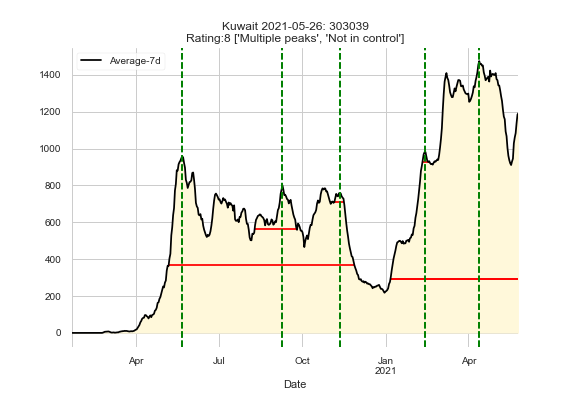 Kuwait 2021-05-26: 303039
Rating:8 ['Multiple peaks', 'Not in control']
Average-7d
1400
1200
1000
800
600
400
200
0
Apr Jul Oct Jan Apr
2021
Date